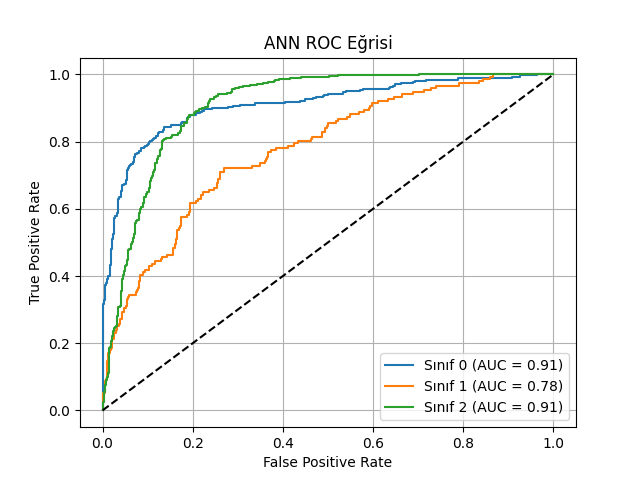 ANN ROC Eğrisi
1.0
0.8
0.6
0.4
0.2
0.0
True Positive Rate
Sınıf 0 (AUC = 0.91)
Sınıf 1 (AUC = 0.78)
Sınıf 2 (AUC = 0.91)
0.0 0.2 0.4 0.6 0.8 1.0
False Positive Rate